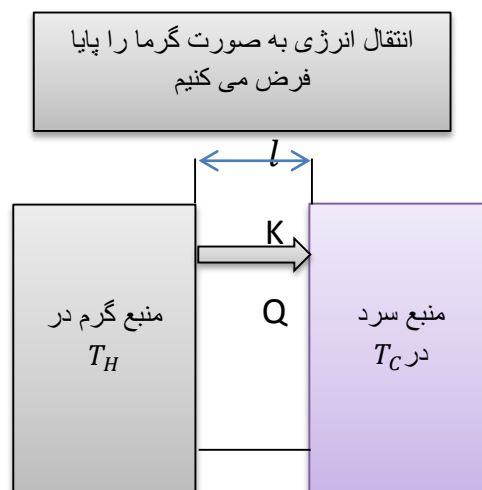 انتقال انرژی به صورت گرما را پایا
فرض می کنیم
l
K
Q
منبع گرم در
T_H
منبع سرد
در T_C